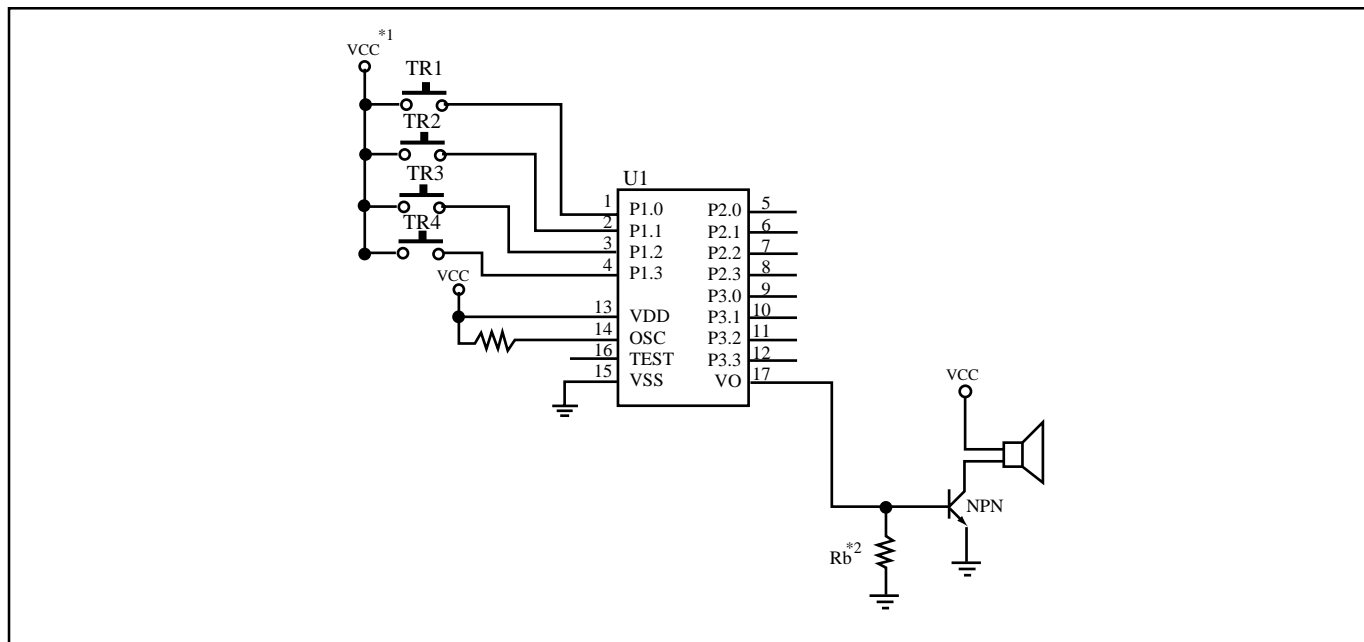 VCC *1
TR1
TR2
TR3
TR4
VCC
U1
1 P1.0 P2.0 5
2 P1.1 P2.1 6
3 P1.2 P2.2 7
4 P1.3 P2.3 8
P3.0 9
13 VDD P3.1 10
14 OSC P3.2 11
16 TEST P3.3 12
15 VSS VO 17
VCC
NPN
Rb*2